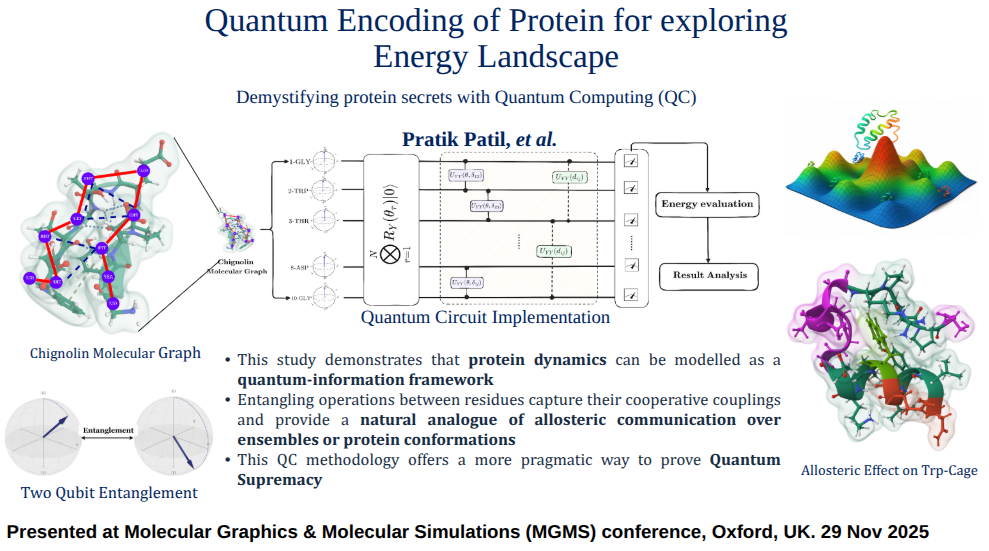 Quantum Encoding of Protein for exploring
Energy Landscape
Demystifying protein secrets with Quantum Computing (QC)
Pratik Patil, et al.
1-GLY
2-TRP
3-THR
8-ASP
10-GLY
Chignolin
Molecular Graph
N
⨂ R_Y(θ_r)|0⟩
r=1
Energy evaluation
Result Analysis
Quantum Circuit Implementation
Chignolin Molecular Graph
• This study demonstrates that protein dynamics can be modelled as a
quantum-information framework
• Entangling operations between residues capture their cooperative couplings
and provide a natural analogue of allosteric communication over
ensembles or protein conformations
• This QC methodology offers a more pragmatic way to prove Quantum
Supremacy
Entanglement
Two Qubit Entanglement
Allosteric Effect on Trp-Cage
Presented at Molecular Graphics & Molecular Simulations (MGMS) conference, Oxford, UK. 29 Nov 2025